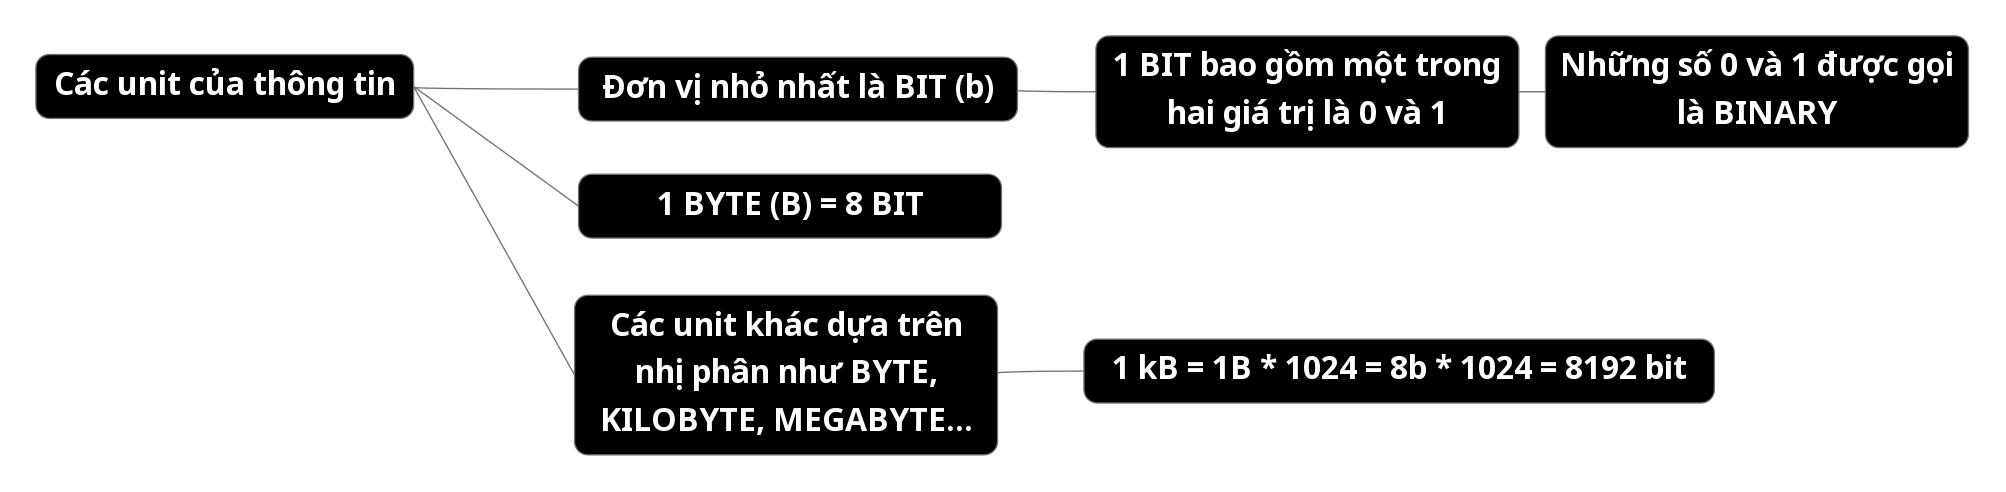 Các unit của thông tin
Đơn vị nhỏ nhất là BIT (b)
1 BIT bao gồm một trong
hai giá trị là 0 và 1
Những số 0 và 1 được gọi
là BINARY
1 BYTE (B) = 8 BIT
Các unit khác dựa trên
nhị phân như BYTE,
KILOBYTE, MEGABYTE...
1 kB = 1B * 1024 = 8b * 1024 = 8192 bit